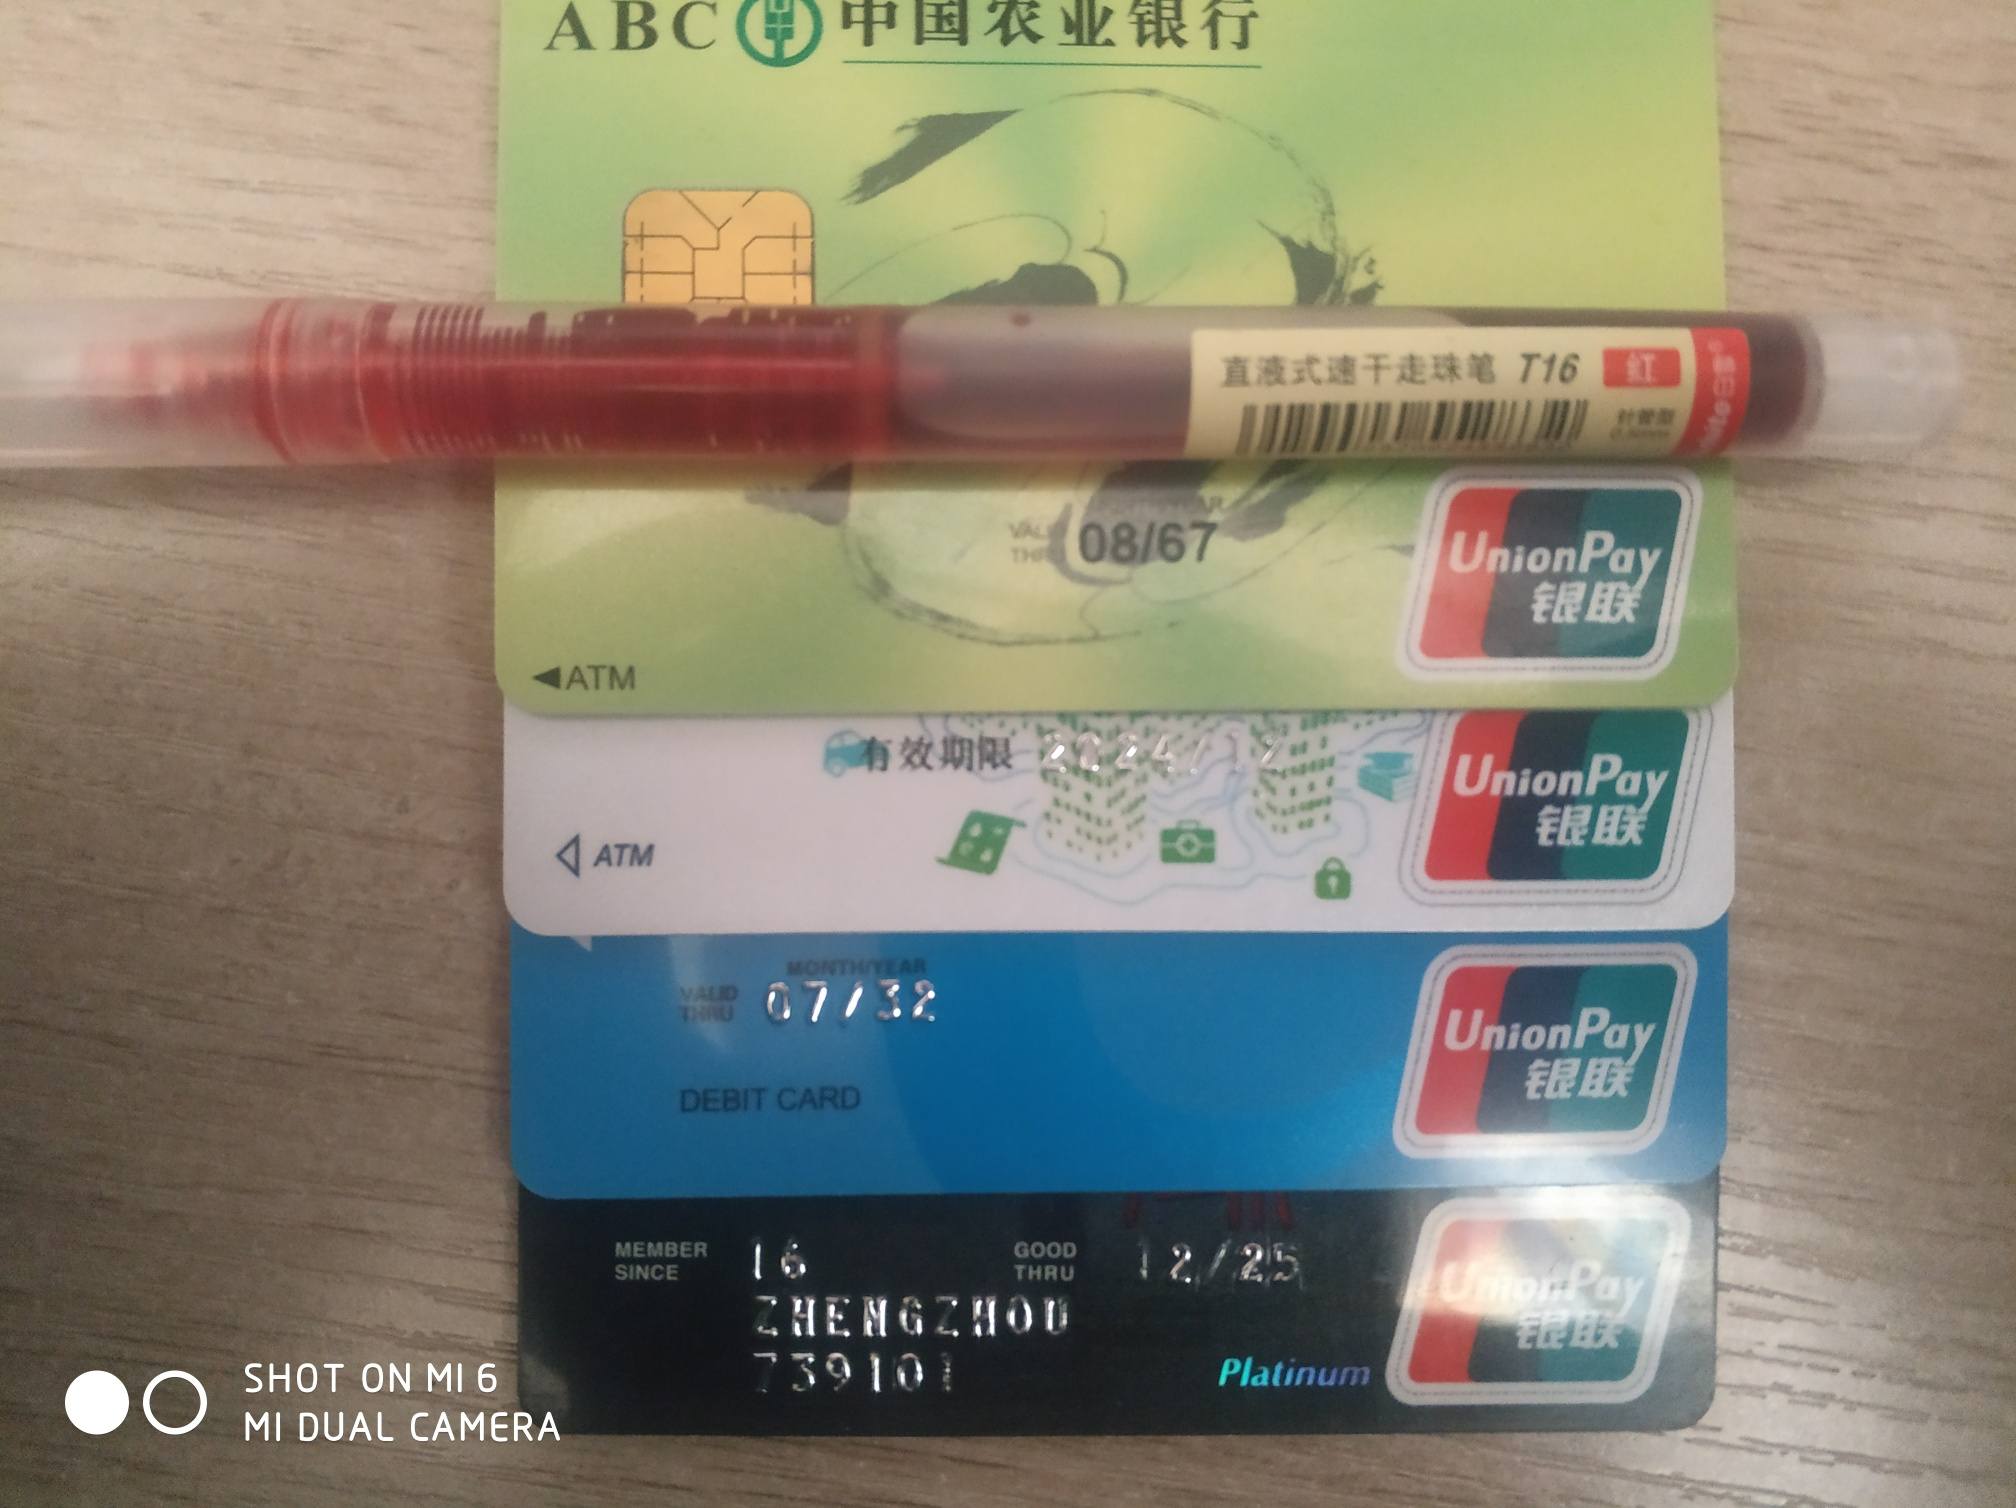 ABC 中国农业银行
直液式速干走珠笔 T16 红
VALID THRU 08/67
UnionPay
银联
ATM
有效期限 2024/12
UnionPay
银联
ATM
MONTH/YEAR
VALID THRU 07/32
DEBIT CARD
UnionPay
银联
MEMBER SINCE 16 GOOD THRU 12/25
ZHENGZHOU
739101
Platinum
UnionPay
银联
SHOT ON MI 6
MI DUAL CAMERA